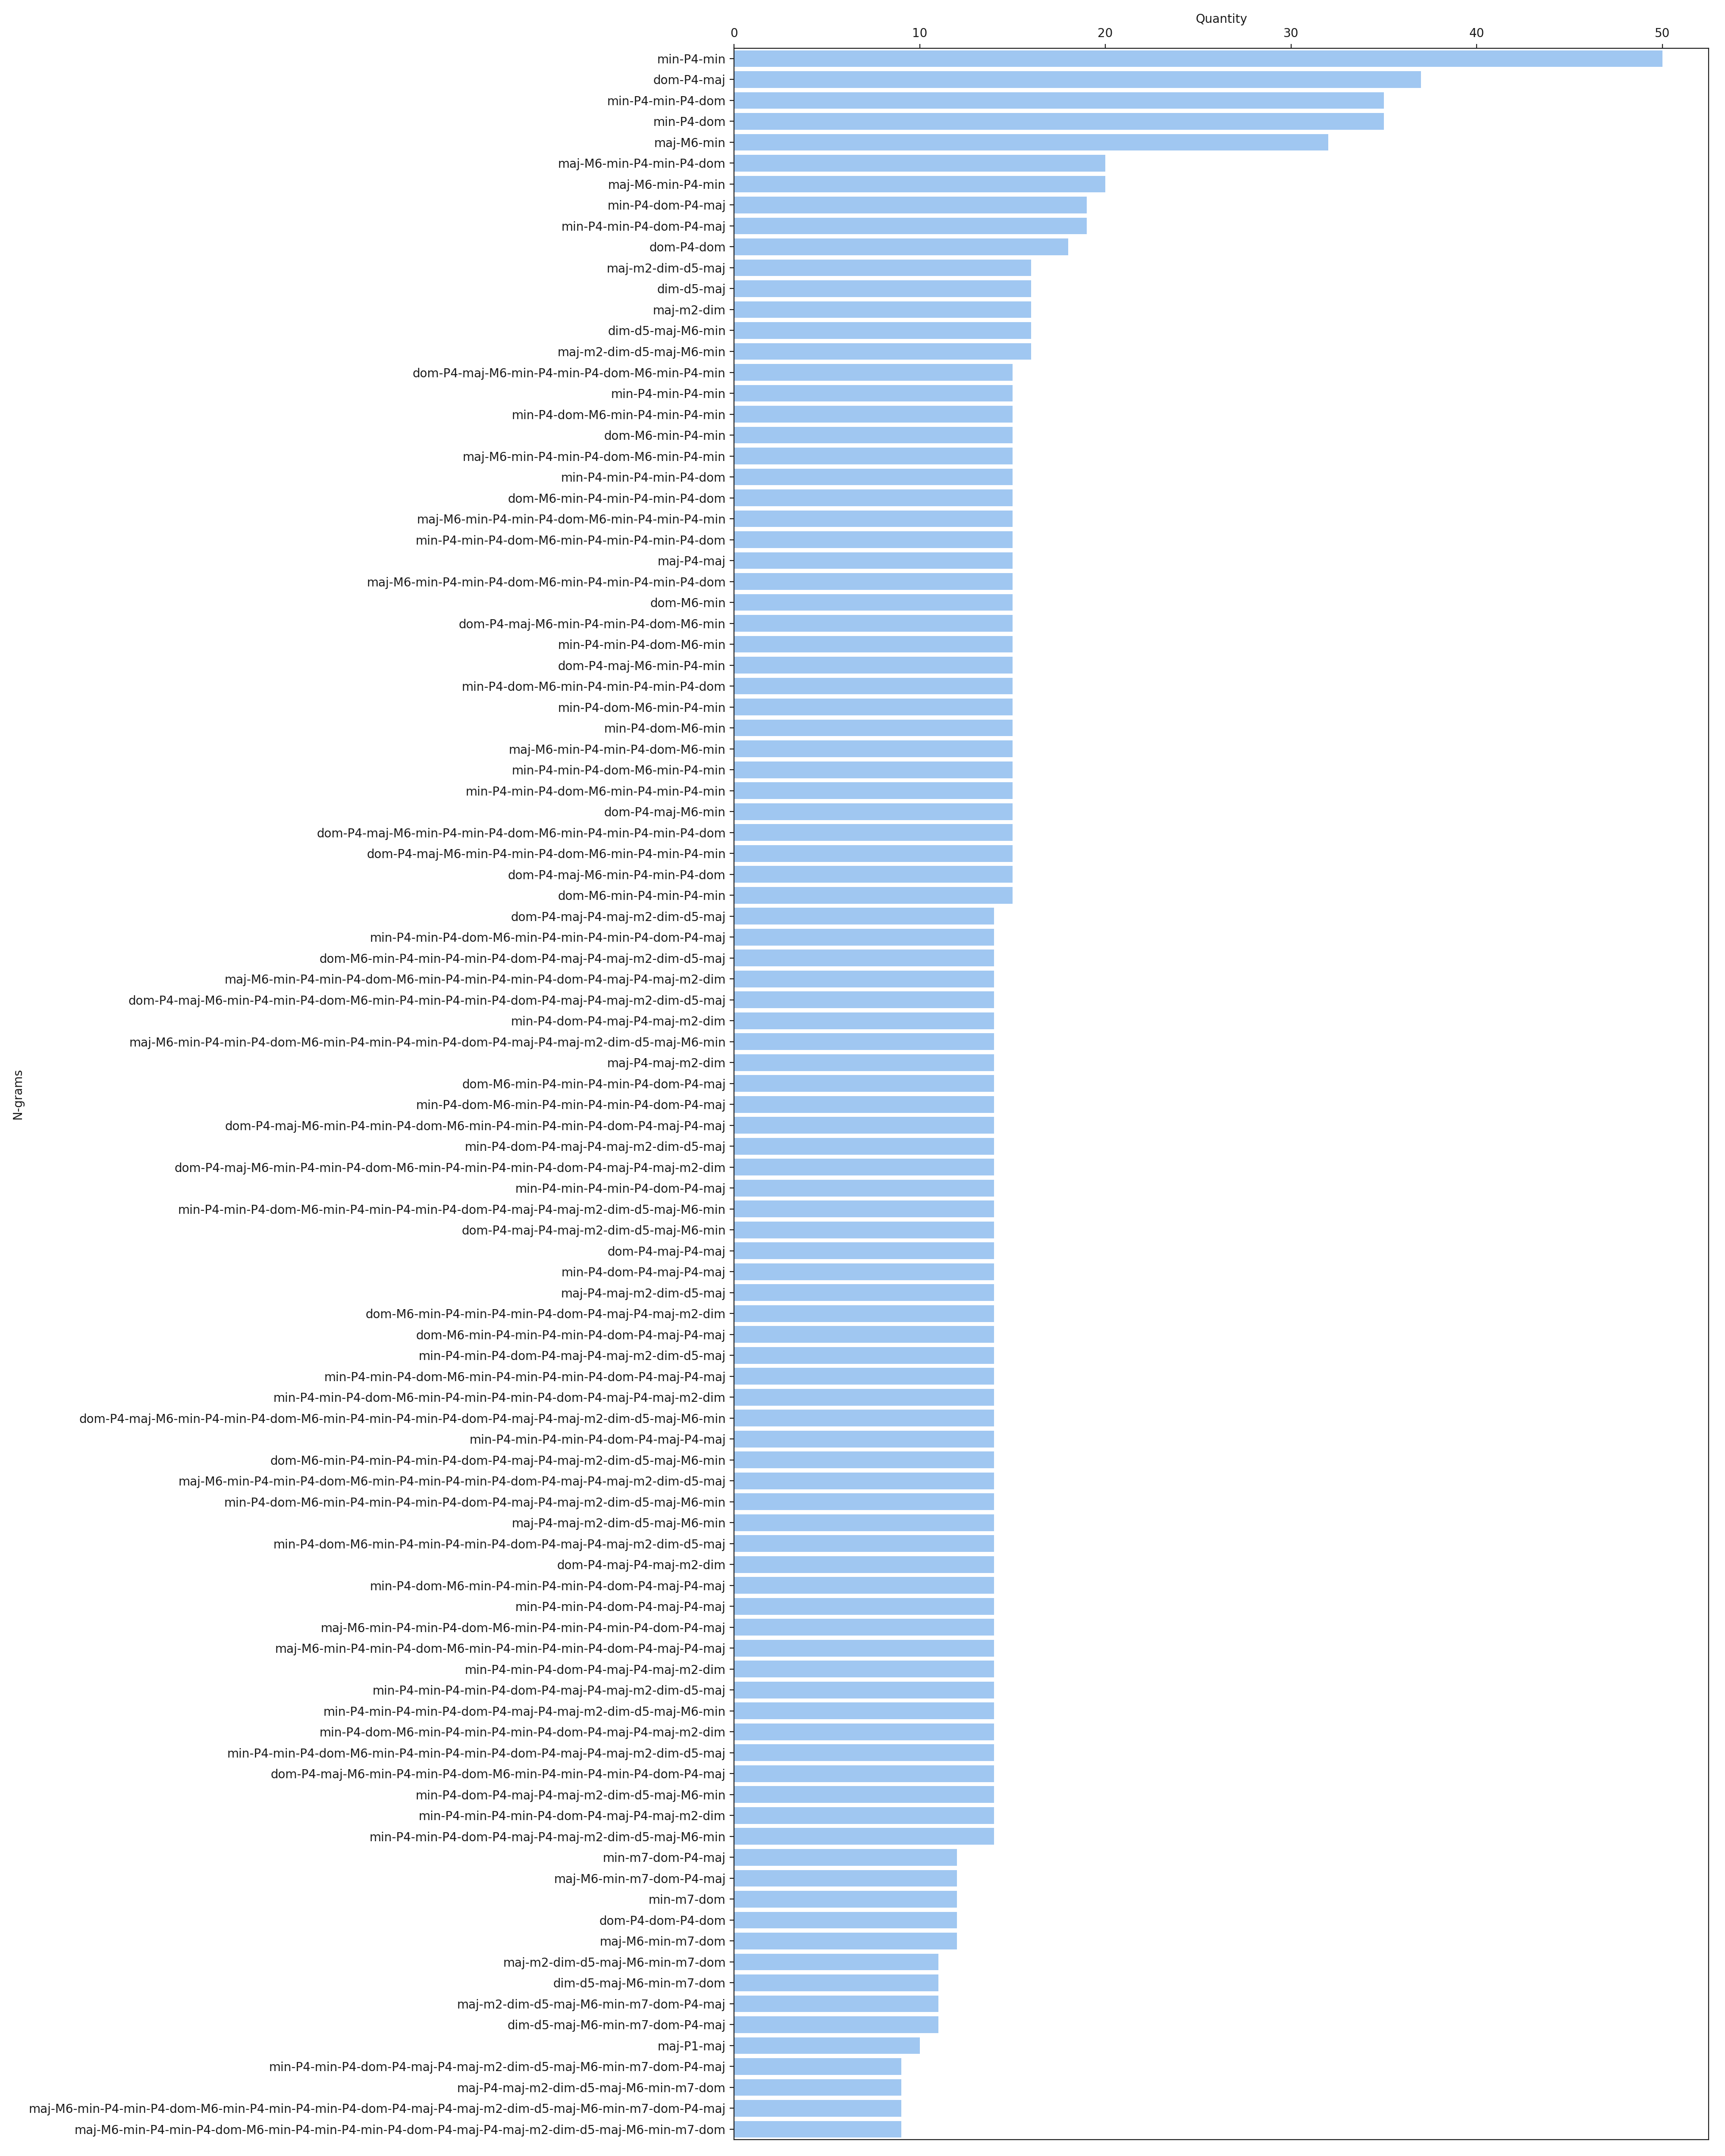 Quantity
0 10 20 30 40 50
min-P4-min
dom-P4-maj
min-P4-min-P4-dom
min-P4-dom
maj-M6-min
maj-M6-min-P4-min-P4-dom
maj-M6-min-P4-min
min-P4-dom-P4-maj
min-P4-min-P4-dom-P4-maj
dom-P4-dom
maj-m2-dim-d5-maj
dim-d5-maj
maj-m2-dim
dim-d5-maj-M6-min
maj-m2-dim-d5-maj-M6-min
dom-P4-maj-M6-min-P4-min-P4-dom-M6-min-P4-min
min-P4-min-P4-min
min-P4-dom-M6-min-P4-min-P4-min
dom-M6-min-P4-min
maj-M6-min-P4-min-P4-dom-M6-min-P4-min
min-P4-min-P4-min-P4-dom
dom-M6-min-P4-min-P4-min-P4-dom
maj-M6-min-P4-min-P4-dom-M6-min-P4-min-P4-min
min-P4-min-P4-dom-M6-min-P4-min-P4-min-P4-dom
maj-P4-maj
maj-M6-min-P4-min-P4-dom-M6-min-P4-min-P4-min-P4-dom
dom-M6-min
dom-P4-maj-M6-min-P4-min-P4-dom-M6-min
min-P4-min-P4-dom-M6-min
dom-P4-maj-M6-min-P4-min
min-P4-dom-M6-min-P4-min-P4-min-P4-dom
min-P4-dom-M6-min-P4-min
min-P4-dom-M6-min
maj-M6-min-P4-min-P4-dom-M6-min
min-P4-min-P4-dom-M6-min-P4-min
min-P4-min-P4-dom-M6-min-P4-min-P4-min
dom-P4-maj-M6-min
dom-P4-maj-M6-min-P4-min-P4-dom-M6-min-P4-min-P4-min-P4-dom
dom-P4-maj-M6-min-P4-min-P4-dom-M6-min-P4-min-P4-min
dom-P4-maj-M6-min-P4-min-P4-dom
dom-M6-min-P4-min-P4-min
dom-P4-maj-P4-maj-m2-dim-d5-maj
min-P4-min-P4-dom-M6-min-P4-min-P4-min-P4-dom-P4-maj
dom-M6-min-P4-min-P4-min-P4-dom-P4-maj-P4-maj-m2-dim-d5-maj
maj-M6-min-P4-min-P4-dom-M6-min-P4-min-P4-min-P4-dom-P4-maj-P4-maj-m2-dim
dom-P4-maj-M6-min-P4-min-P4-dom-M6-min-P4-min-P4-min-P4-dom-P4-maj-P4-maj-m2-dim-d5-maj
min-P4-dom-P4-maj-P4-maj-m2-dim
maj-M6-min-P4-min-P4-dom-M6-min-P4-min-P4-min-P4-dom-P4-maj-P4-maj-m2-dim-d5-maj-M6-min
maj-P4-maj-m2-dim
dom-M6-min-P4-min-P4-min-P4-dom-P4-maj
min-P4-dom-M6-min-P4-min-P4-min-P4-dom-P4-maj
dom-P4-maj-M6-min-P4-min-P4-dom-M6-min-P4-min-P4-min-P4-dom-P4-maj-P4-maj
min-P4-dom-P4-maj-P4-maj-m2-dim-d5-maj
dom-P4-maj-M6-min-P4-min-P4-dom-M6-min-P4-min-P4-min-P4-dom-P4-maj-P4-maj-m2-dim
min-P4-min-P4-min-P4-dom-P4-maj
min-P4-min-P4-dom-M6-min-P4-min-P4-min-P4-dom-P4-maj-P4-maj-m2-dim-d5-maj-M6-min
dom-P4-maj-P4-maj-m2-dim-d5-maj-M6-min
dom-P4-maj-P4-maj
min-P4-dom-P4-maj-P4-maj
maj-P4-maj-m2-dim-d5-maj
dom-M6-min-P4-min-P4-min-P4-dom-P4-maj-P4-maj-m2-dim
dom-M6-min-P4-min-P4-min-P4-dom-P4-maj-P4-maj
min-P4-min-P4-dom-P4-maj-P4-maj-m2-dim-d5-maj
min-P4-min-P4-dom-M6-min-P4-min-P4-min-P4-dom-P4-maj-P4-maj
min-P4-min-P4-dom-M6-min-P4-min-P4-min-P4-dom-P4-maj-P4-maj-m2-dim
dom-P4-maj-M6-min-P4-min-P4-dom-M6-min-P4-min-P4-min-P4-dom-P4-maj-P4-maj-m2-dim-d5-maj-M6-min
min-P4-min-P4-min-P4-dom-P4-maj-P4-maj
dom-M6-min-P4-min-P4-min-P4-dom-P4-maj-P4-maj-m2-dim-d5-maj-M6-min
maj-M6-min-P4-min-P4-dom-M6-min-P4-min-P4-min-P4-dom-P4-maj-P4-maj-m2-dim-d5-maj
min-P4-dom-M6-min-P4-min-P4-min-P4-dom-P4-maj-P4-maj-m2-dim-d5-maj-M6-min
maj-P4-maj-m2-dim-d5-maj-M6-min
min-P4-dom-M6-min-P4-min-P4-min-P4-dom-P4-maj-P4-maj-m2-dim-d5-maj
dom-P4-maj-P4-maj-m2-dim
min-P4-dom-M6-min-P4-min-P4-min-P4-dom-P4-maj-P4-maj
min-P4-min-P4-dom-P4-maj-P4-maj
maj-M6-min-P4-min-P4-dom-M6-min-P4-min-P4-min-P4-dom-P4-maj
maj-M6-min-P4-min-P4-dom-M6-min-P4-min-P4-min-P4-dom-P4-maj-P4-maj
min-P4-min-P4-dom-P4-maj-P4-maj-m2-dim
min-P4-min-P4-min-P4-dom-P4-maj-P4-maj-m2-dim-d5-maj
min-P4-min-P4-min-P4-dom-P4-maj-P4-maj-m2-dim-d5-maj-M6-min
min-P4-dom-M6-min-P4-min-P4-min-P4-dom-P4-maj-P4-maj-m2-dim
min-P4-min-P4-dom-M6-min-P4-min-P4-min-P4-dom-P4-maj-P4-maj-m2-dim-d5-maj
dom-P4-maj-M6-min-P4-min-P4-dom-M6-min-P4-min-P4-min-P4-dom-P4-maj
min-P4-dom-P4-maj-P4-maj-m2-dim-d5-maj-M6-min
min-P4-min-P4-min-P4-dom-P4-maj-P4-maj-m2-dim
min-P4-min-P4-dom-P4-maj-P4-maj-m2-dim-d5-maj-M6-min
min-m7-dom-P4-maj
maj-M6-min-m7-dom-P4-maj
min-m7-dom
dom-P4-dom-P4-dom
maj-M6-min-m7-dom
maj-m2-dim-d5-maj-M6-min-m7-dom
dim-d5-maj-M6-min-m7-dom
maj-m2-dim-d5-maj-M6-min-m7-dom-P4-maj
dim-d5-maj-M6-min-m7-dom-P4-maj
maj-P1-maj
min-P4-min-P4-dom-P4-maj-P4-maj-m2-dim-d5-maj-M6-min-m7-dom-P4-maj
maj-P4-maj-m2-dim-d5-maj-M6-min-m7-dom
maj-M6-min-P4-min-P4-dom-M6-min-P4-min-P4-min-P4-dom-P4-maj-P4-maj-m2-dim-d5-maj-M6-min-m7-dom-P4-maj
maj-M6-min-P4-min-P4-dom-M6-min-P4-min-P4-min-P4-dom-P4-maj-P4-maj-m2-dim-d5-maj-M6-min-m7-dom
N-grams